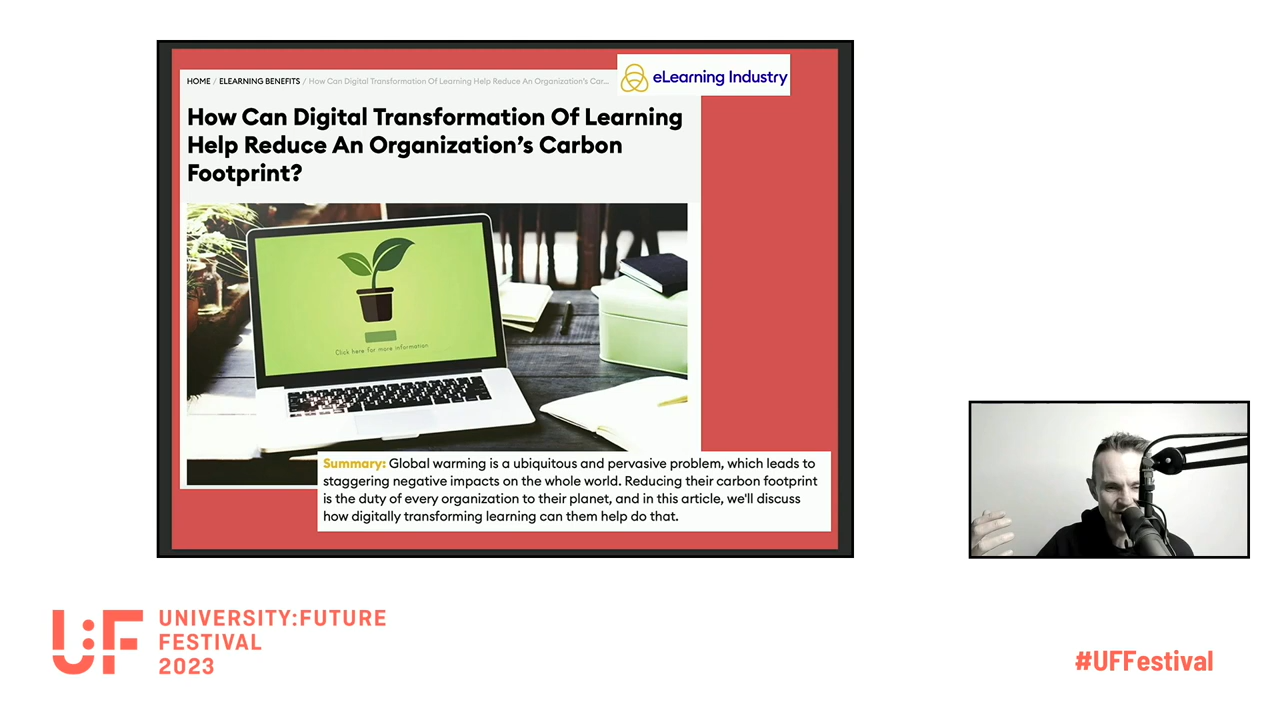 HOME / ELEARNING BENEFITS / How Can Digital Transformation Of Learning Help Reduce An Organization's Car...
eLearning Industry
How Can Digital Transformation Of Learning
Help Reduce An Organization's Carbon
Footprint?
Click here for more information
Summary: Global warming is a ubiquitous and pervasive problem, which leads to
staggering negative impacts on the whole world. Reducing their carbon footprint
is the duty of every organization to their planet, and in this article, we'll discuss
how digitally transforming learning can them help do that.
U:F
UNIVERSITY:FUTURE
FESTIVAL
2023
#UFFestival